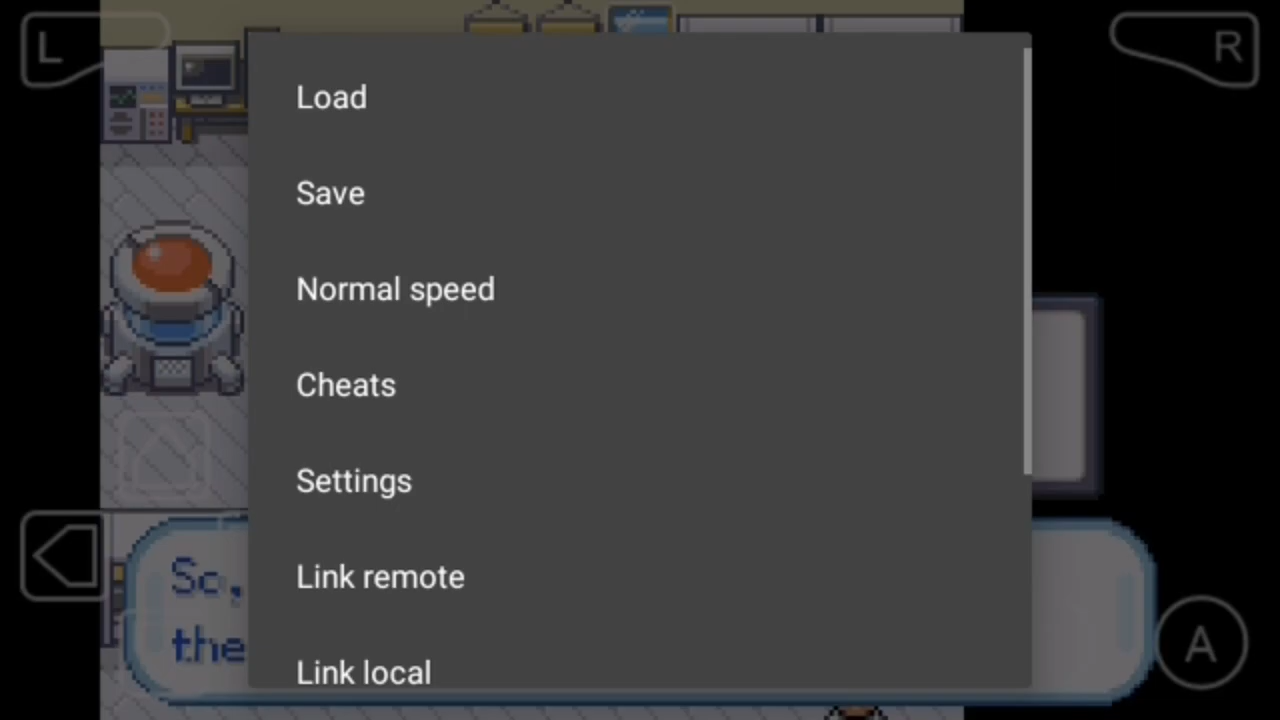 L
R
Load
Save
Normal speed
Cheats
Settings
Link remote
Link local
So,
the
A